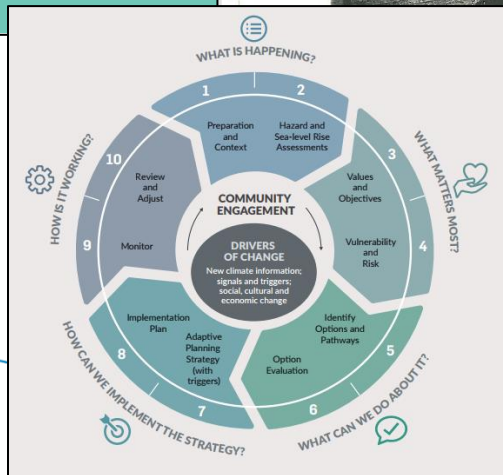 WHAT IS HAPPENING?
1
Preparation
and
Context
2
Hazard and
Sea-level Rise
Assessments
WHAT MATTERS MOST?
3
Values
and
Objectives
4
Vulnerability
and
Risk
WHAT CAN WE DO ABOUT IT?
5
Identify
Options and
Pathways
6
Option
Evaluation
HOW CAN WE IMPLEMENT THE STRATEGY?
7
Adaptive
Planning
Strategy
(with
triggers)
8
Implementation
Plan
HOW IS IT WORKING?
9
Monitor
10
Review
and
Adjust
COMMUNITY
ENGAGEMENT
DRIVERS
OF CHANGE
New climate information;
signals and triggers;
social, cultural and
economic change